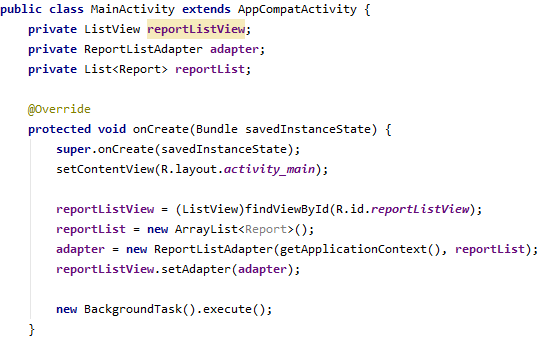 public class MainActivity extends AppCompatActivity {
    private ListView reportListView;
    private ReportListAdapter adapter;
    private List<Report> reportList;

    @Override
    protected void onCreate(Bundle savedInstanceState) {
        super.onCreate(savedInstanceState);
        setContentView(R.layout.activity_main);

        reportListView = (ListView)findViewById(R.id.reportListView);
        reportList = new ArrayList<Report>();
        adapter = new ReportListAdapter(getApplicationContext(), reportList);
        reportListView.setAdapter(adapter);

        new BackgroundTask().execute();
    }